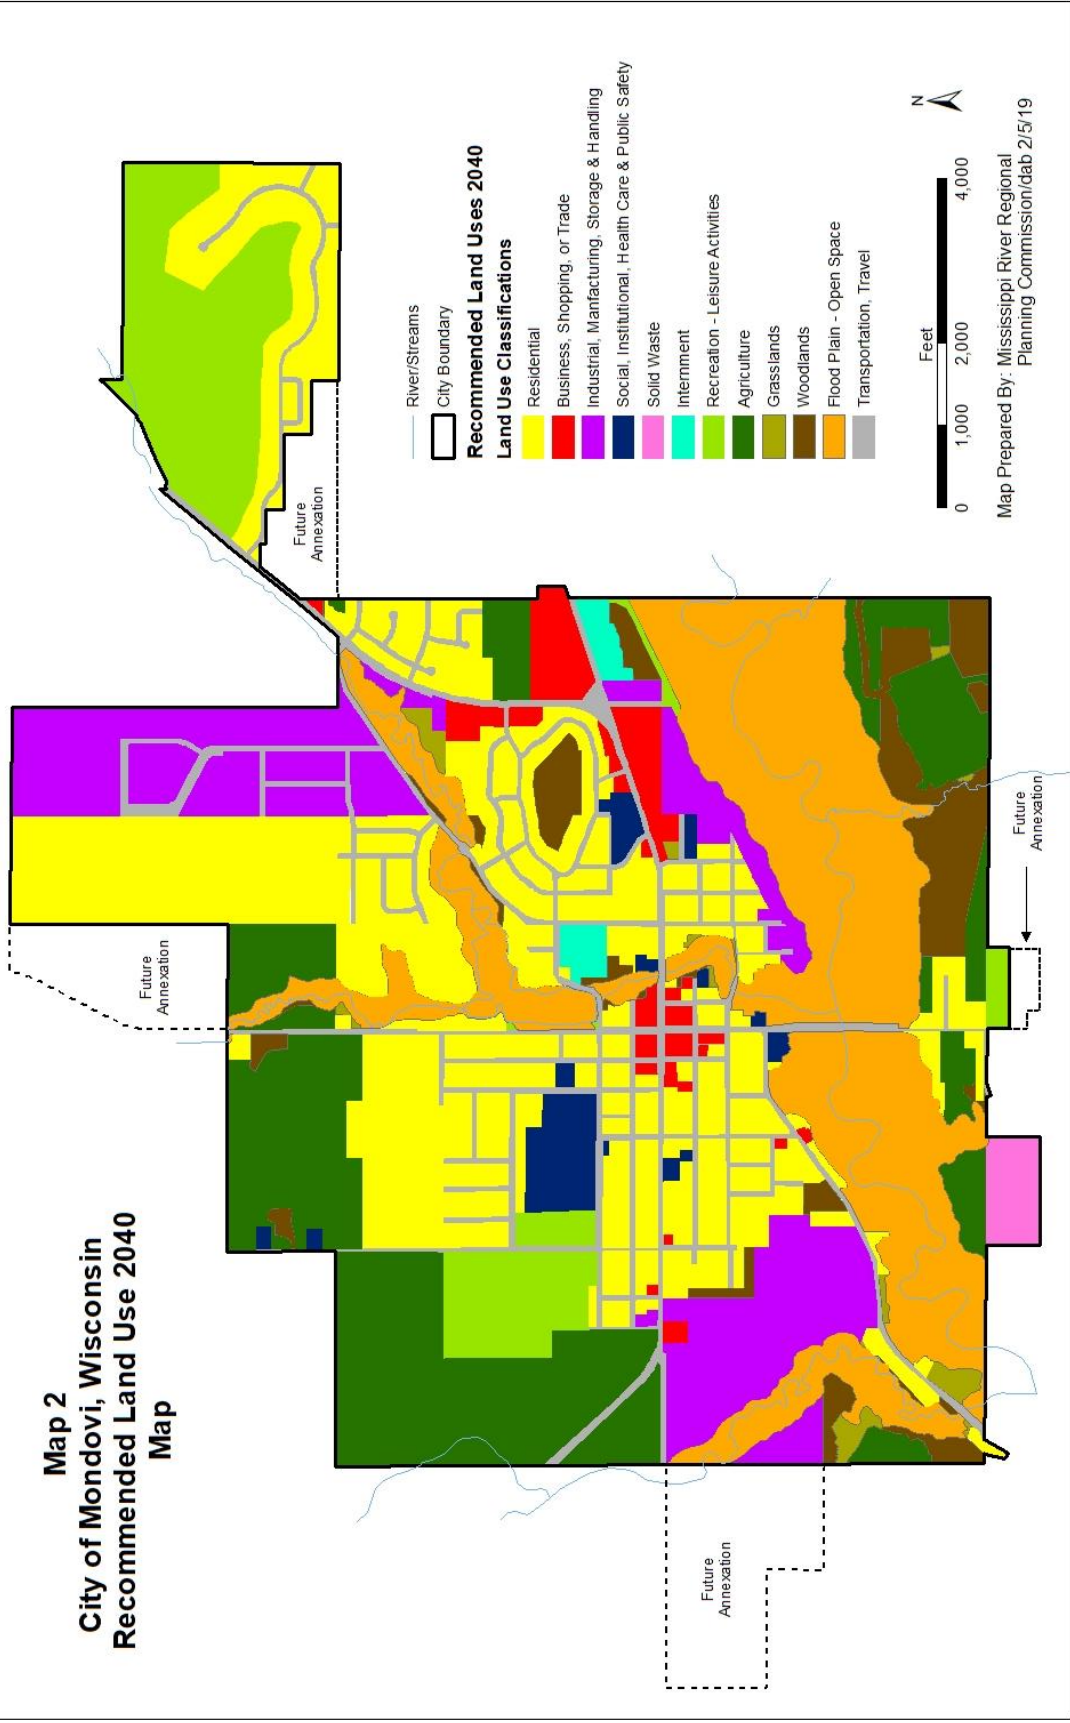 Map 2
City of Mondovi, Wisconsin
Recommended Land Use 2040
Map
Future
Annexation
Future
Annexation
Future
Annexation
Future
Annexation
River/Streams
City Boundary
Recommended Land Uses 2040
Land Use Classifications
Residential
Business, Shopping, or Trade
Industrial, Manfacturing, Storage & Handling
Social, Institutional, Health Care & Public Safety
Solid Waste
Internment
Recreation - Leisure Activities
Agriculture
Grasslands
Woodlands
Flood Plain - Open Space
Transportation, Travel
N
Feet
0 1,000 2,000 4,000
Map Prepared By: Mississippi River Regional
Planning Commission/dab 2/5/19